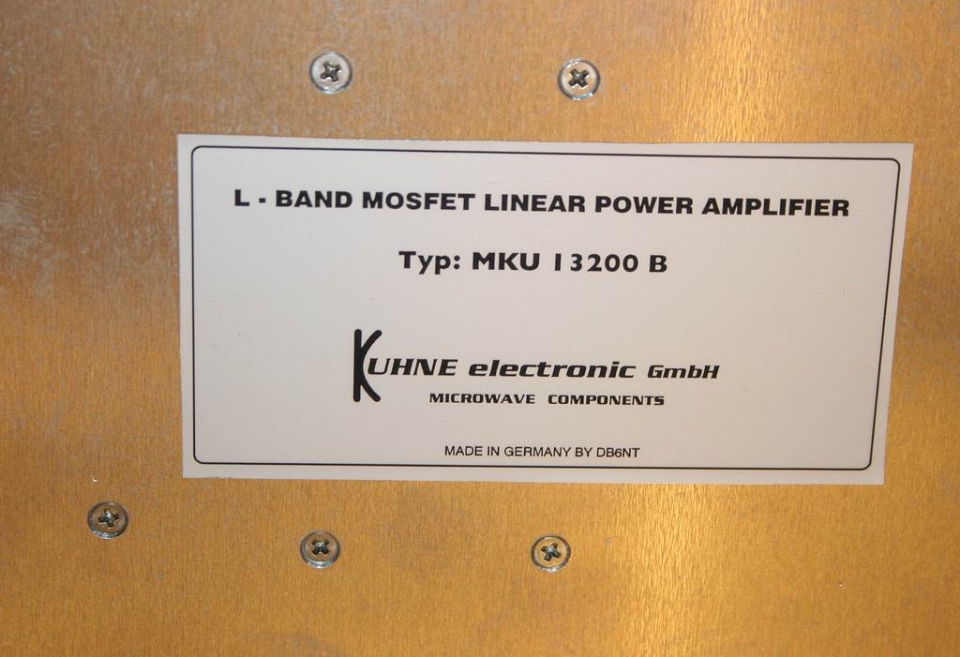 L - BAND MOSFET LINEAR POWER AMPLIFIER
Typ: MKU 13200 B
KUHNE electronic GmbH
MICROWAVE COMPONENTS
MADE IN GERMANY BY DB6NT